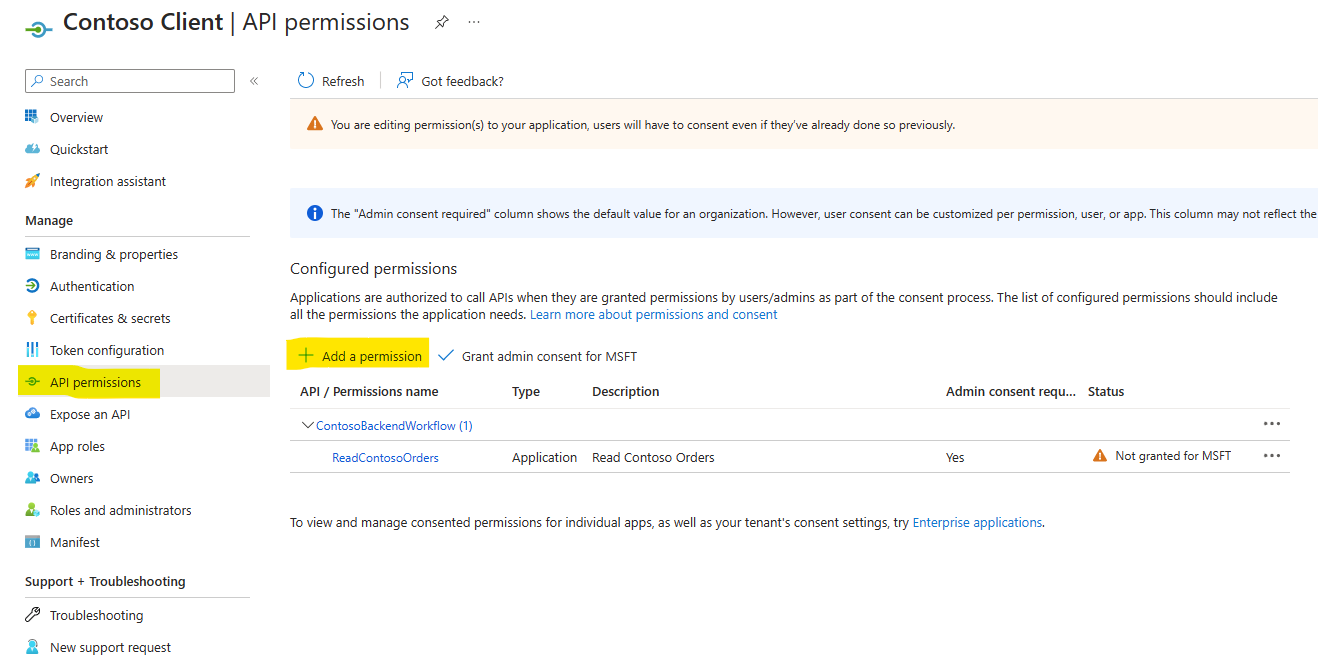 Contoso Client | API permissions
Search
Refresh
Got feedback?
Overview
Quickstart
Integration assistant
Manage
Branding & properties
Authentication
Certificates & secrets
Token configuration
API permissions
Expose an API
App roles
Owners
Roles and administrators
Manifest
Support + Troubleshooting
Troubleshooting
New support request
You are editing permission(s) to your application, users will have to consent even if they've already done so previously.
The "Admin consent required" column shows the default value for an organization. However, user consent can be customized per permission, user, or app. This column may not reflect the
Configured permissions
Applications are authorized to call APIs when they are granted permissions by users/admins as part of the consent process. The list of configured permissions should include
all the permissions the application needs. Learn more about permissions and consent
Add a permission
Grant admin consent for MSFT
API / Permissions name Type Description Admin consent requ... Status
ContosoBackendWorkflow (1)
ReadContosoOrders Application Read Contoso Orders Yes Not granted for MSFT
To view and manage consented permissions for individual apps, as well as your tenant's consent settings, try Enterprise applications.